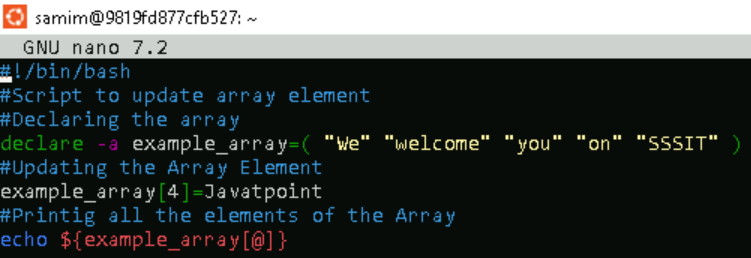 samim@9819fd877cfb527: ~
GNU nano 7.2
#!/bin/bash
#Script to update array element
#Declaring the array
declare -a example_array=( "We" "welcome" "you" "on" "SSSIT" )
#Updating the Array Element
example_array[4]=Javatpoint
#Printig all the elements of the Array
echo ${example_array[@]}